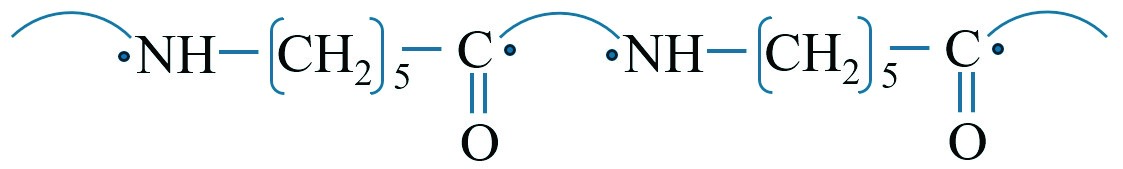 •NH—(CH₂)₅—C•   •NH—(CH₂)₅—C•
O   O